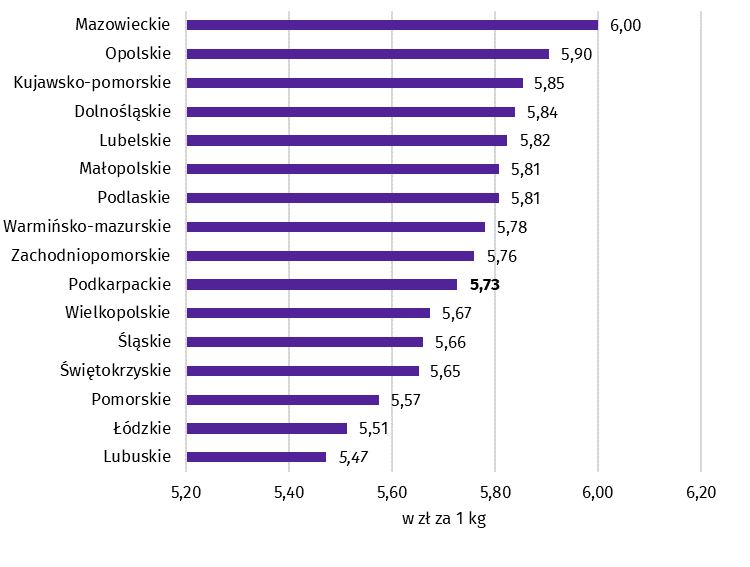 Mazowieckie 6,00
Opolskie 5,90
Kujawsko-pomorskie 5,85
Dolnośląskie 5,84
Lubelskie 5,82
Małopolskie 5,81
Podlaskie 5,81
Warmińsko-mazurskie 5,78
Zachodniopomorskie 5,76
Podkarpackie 5,73
Wielkopolskie 5,67
Śląskie 5,66
Świętokrzyskie 5,65
Pomorskie 5,57
Łódzkie 5,51
Lubuskie 5,47
5,20 5,40 5,60 5,80 6,00 6,20
w zł za 1 kg